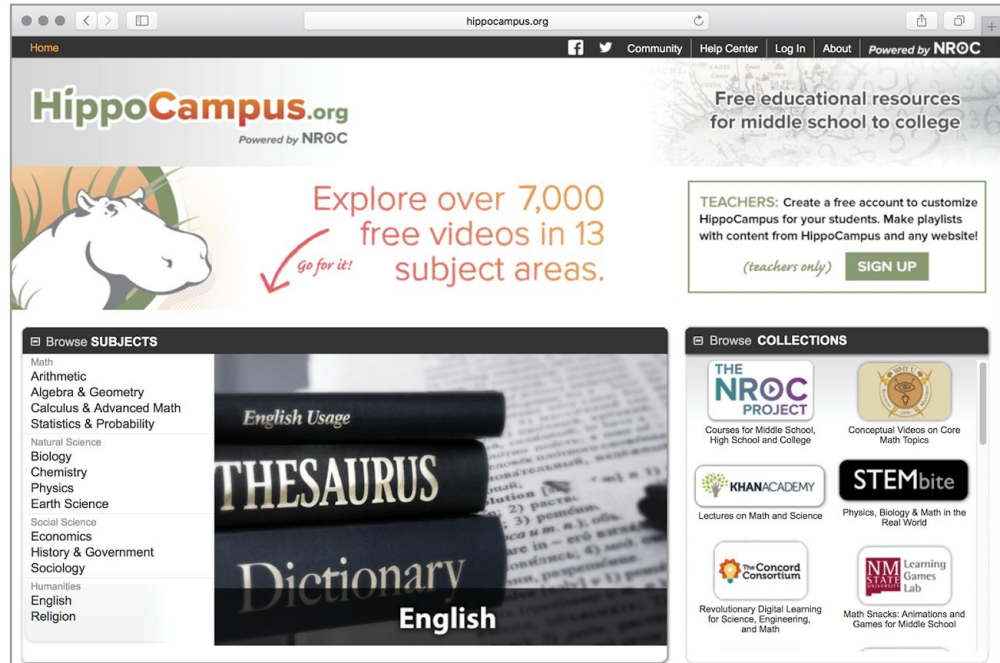 hippocampus.org
Home
Community
Help Center
Log In
About
Powered by NROC
HippoCampus.org
Powered by NROC
Free educational resources
for middle school to college
Explore over 7,000
free videos in 13
subject areas.
Go for it!
TEACHERS: Create a free account to customize
HippoCampus for your students. Make playlists
with content from HippoCampus and any website!
(teachers only)
SIGN UP
Browse SUBJECTS
Math
Arithmetic
Algebra & Geometry
Calculus & Advanced Math
Statistics & Probability
Natural Science
Biology
Chemistry
Physics
Earth Science
Social Science
Economics
History & Government
Sociology
Humanities
English
Religion
English Usage
THESAURUS
Dictionary
English
Browse COLLECTIONS
THE
NROC
PROJECT
Courses for Middle School,
High School and College
WHY U
Conceptual Videos on Core
Math Topics
KHANACADEMY
Lectures on Math and Science
STEMbite
Physics, Biology & Math in the
Real World
The Concord
Consortium
Revolutionary Digital Learning
for Science, Engineering,
and Math
NM
STATE
UNIVERSITY
Learning
Games
Lab
Math Snacks: Animations and
Games for Middle School